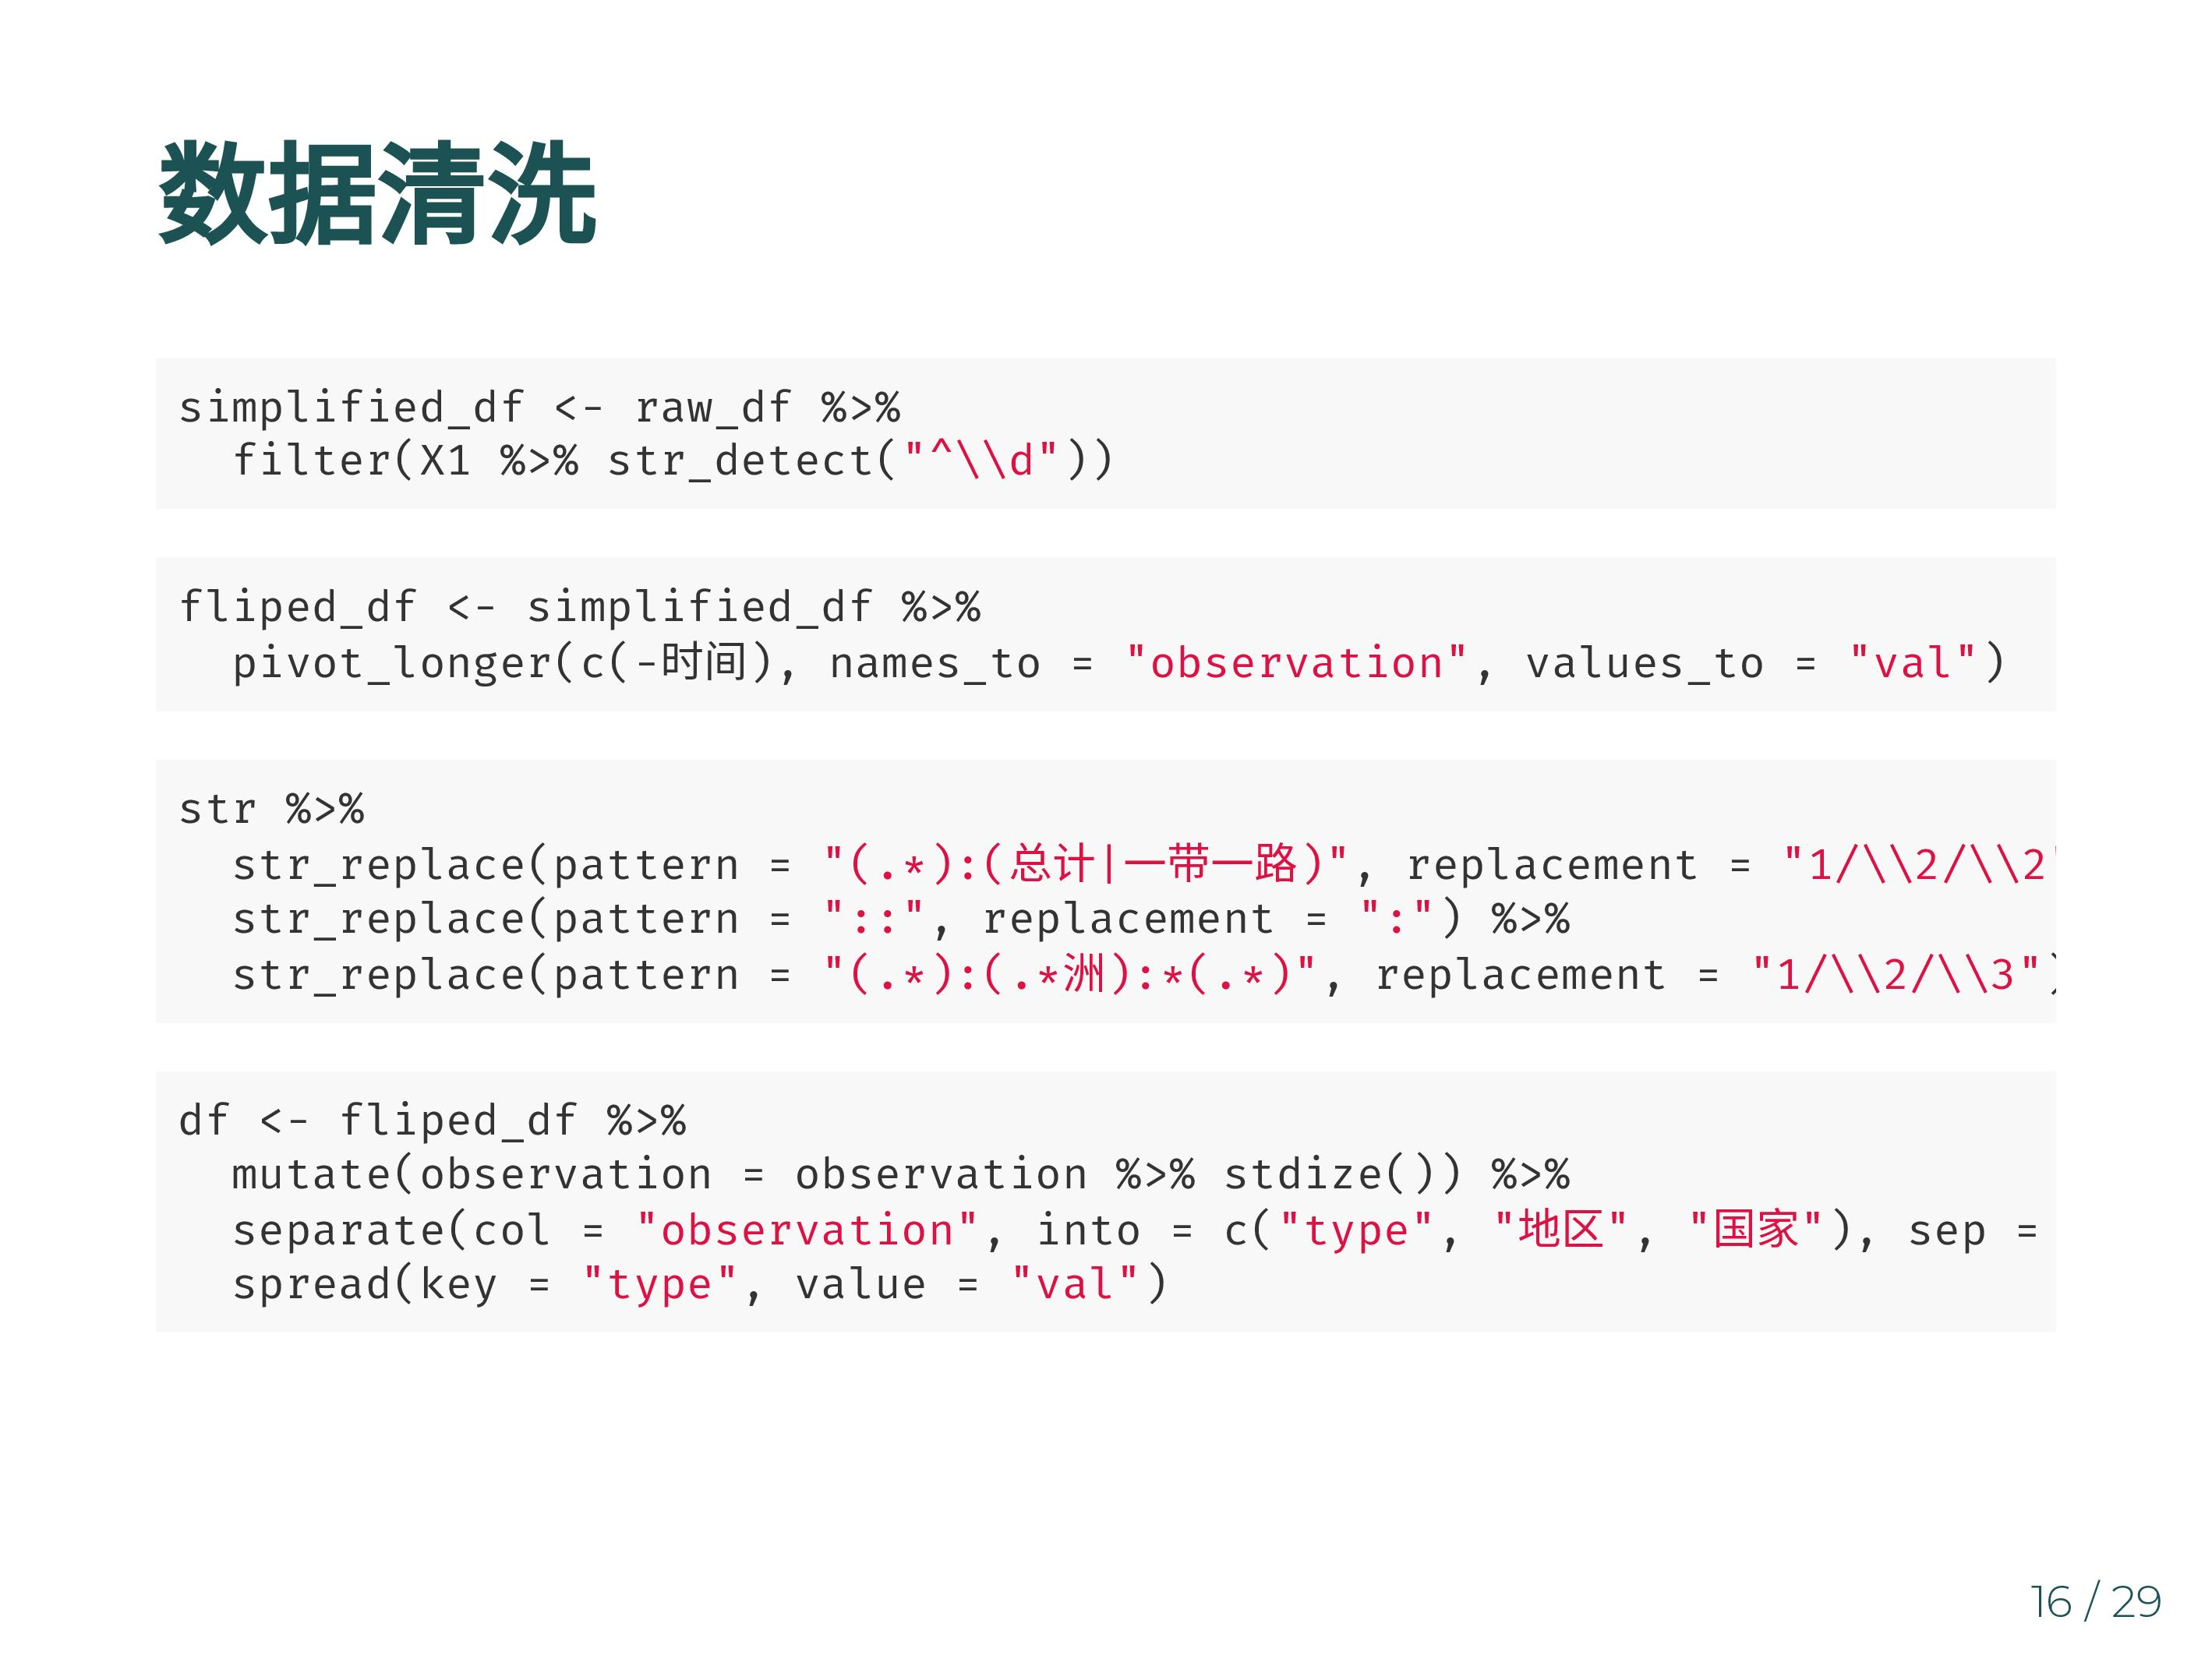 数据清洗
simplified_df <- raw_df %>%
  filter(X1 %>% str_detect("^\\d"))
fliped_df <- simplified_df %>%
  pivot_longer(c(-时间), names_to = "observation", values_to = "val")
str %>%
  str_replace(pattern = "(.*):(总计|一带一路)", replacement = "1/\\2/\\2"
  str_replace(pattern = "::", replacement = ":") %>%
  str_replace(pattern = "(.*):(.*洲):*(.*)", replacement = "1/\\2/\\3")
df <- fliped_df %>%
  mutate(observation = observation %>% stdize()) %>%
  separate(col = "observation", into = c("type", "地区", "国家"), sep =
  spread(key = "type", value = "val")
16 / 29